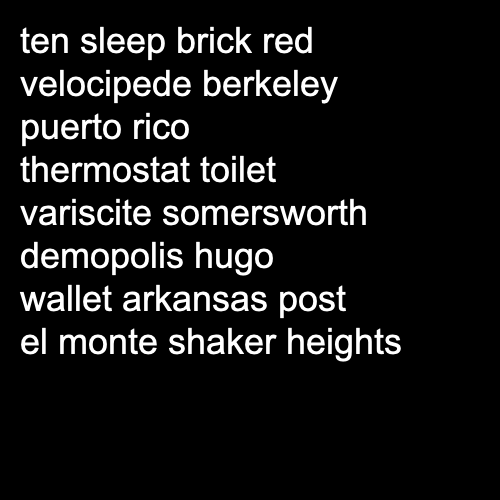 ten sleep brick red
velocipede berkeley
puerto rico
thermostat toilet
variscite somersworth
demopolis hugo
wallet arkansas post
el monte shaker heights